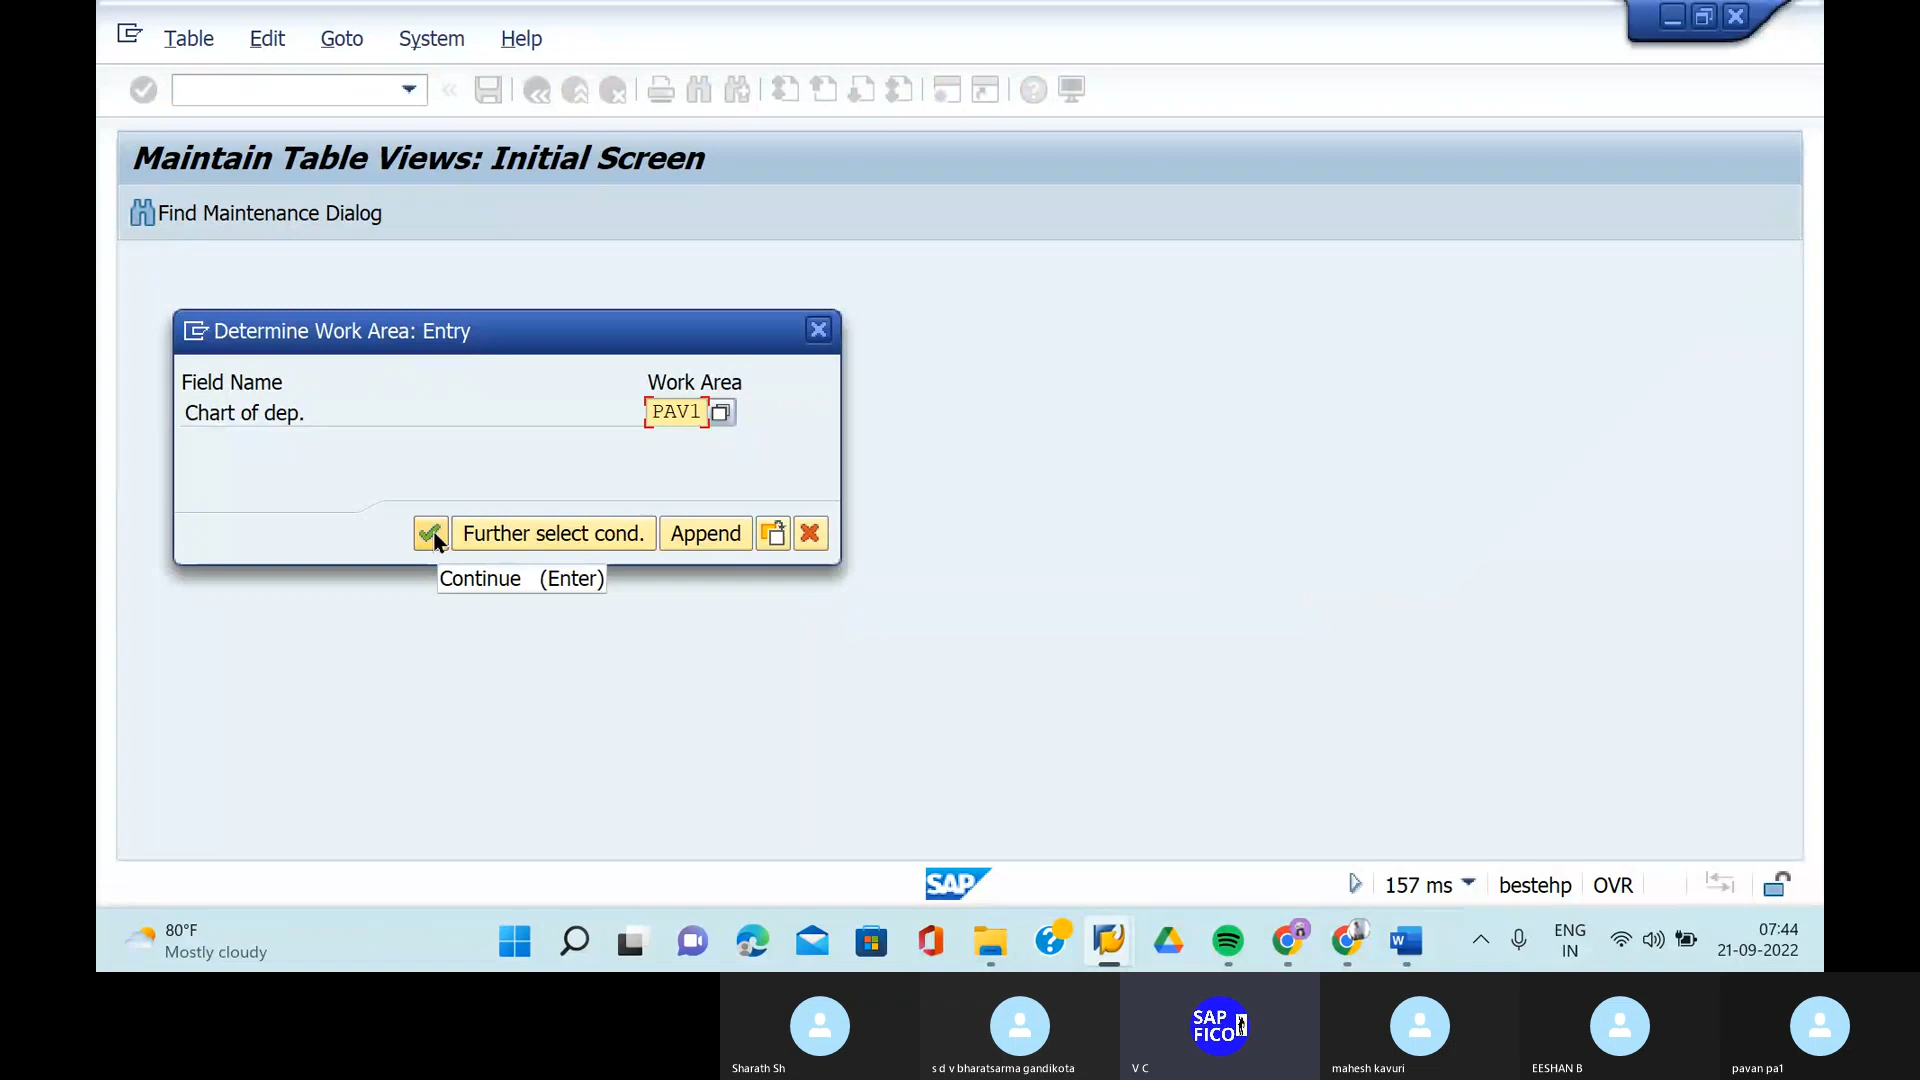 Table Edit Goto System Help
Maintain Table Views: Initial Screen
Find Maintenance Dialog
Determine Work Area: Entry
Field Name Work Area
Chart of dep. PAV1
Further select cond. Append
Continue (Enter)
SAP 157 ms bestehp OVR
80°F
Mostly cloudy
ENG
IN
07:44
21-09-2022
SAP
FICO
Sharath Sh s d v bharatsarma gandikota V C mahesh kavuri EESHAN B pavan pa1